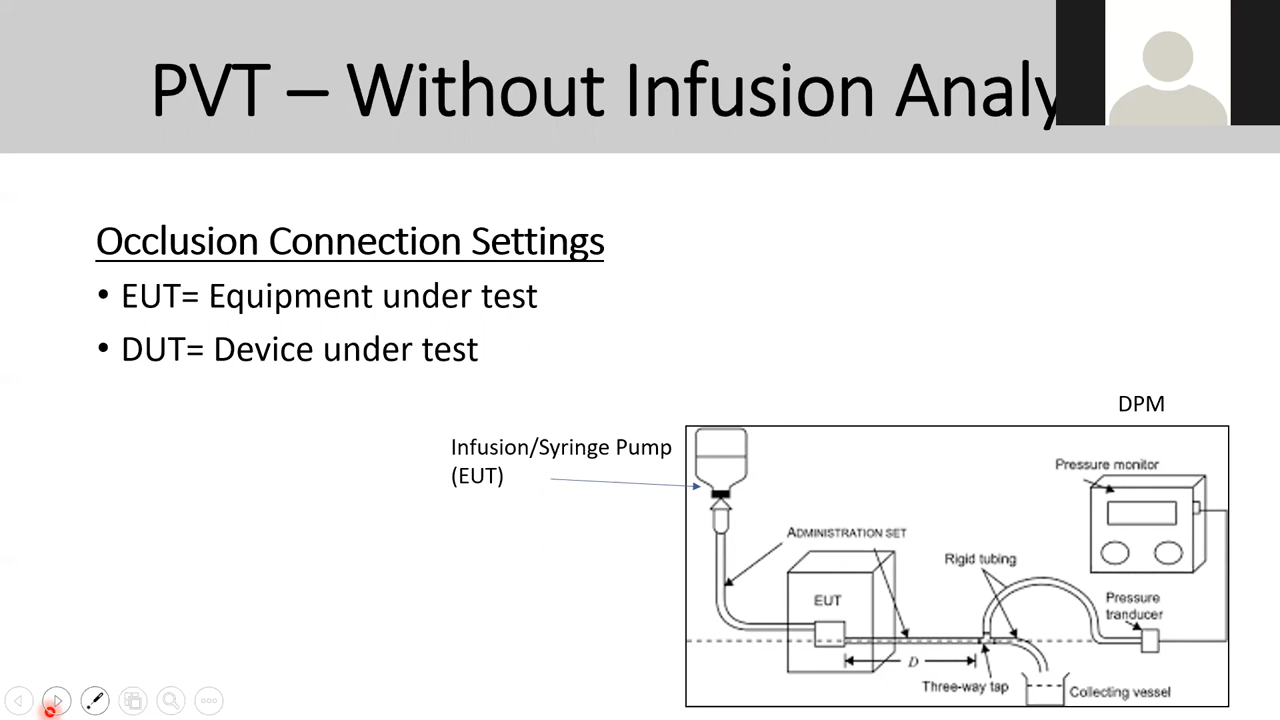 PVT – Without Infusion Analy
Occlusion Connection Settings
• EUT= Equipment under test
• DUT= Device under test
DPM
Infusion/Syringe Pump
(EUT)
Pressure monitor
ADMINISTRATION SET
Rigid tubing
EUT
Pressure
tranducer
D
Three-way tap
Collecting vessel